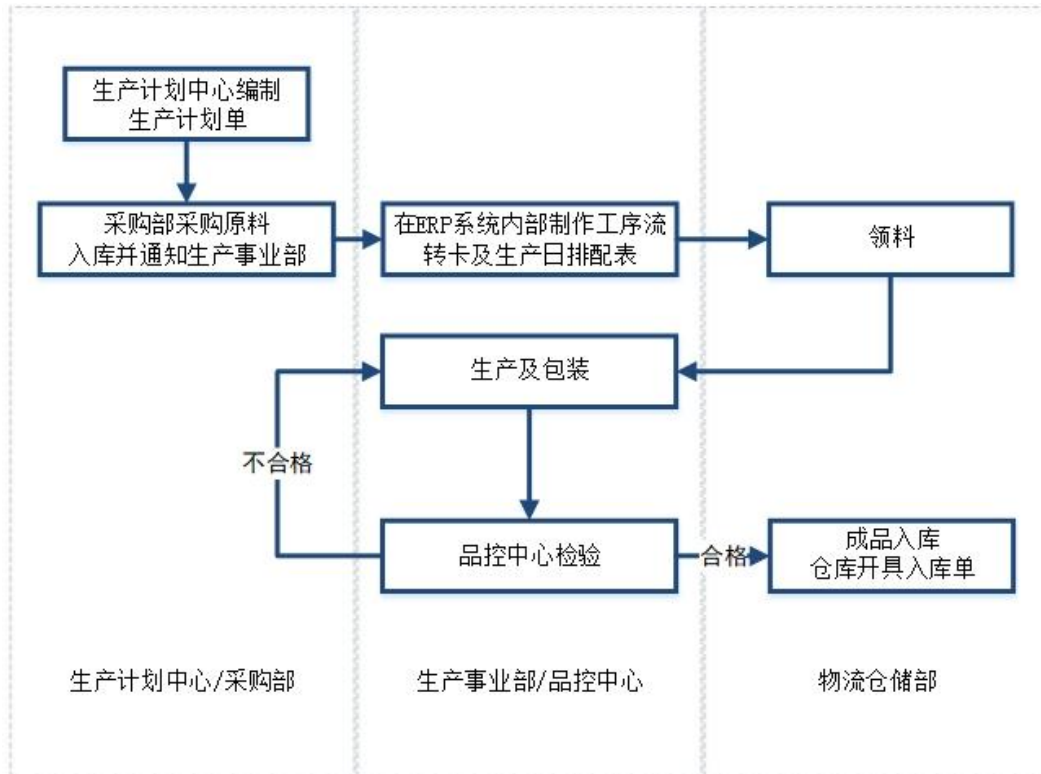 生产计划中心编制
生产计划单
采购部采购原料
入库并通知生产事业部
在ERP系统内部制作工序流
转卡及生产日排配表
领料
生产及包装
不合格
品控中心检验
合格
成品入库
仓库开具入库单
生产计划中心/采购部
生产事业部/品控中心
物流仓储部